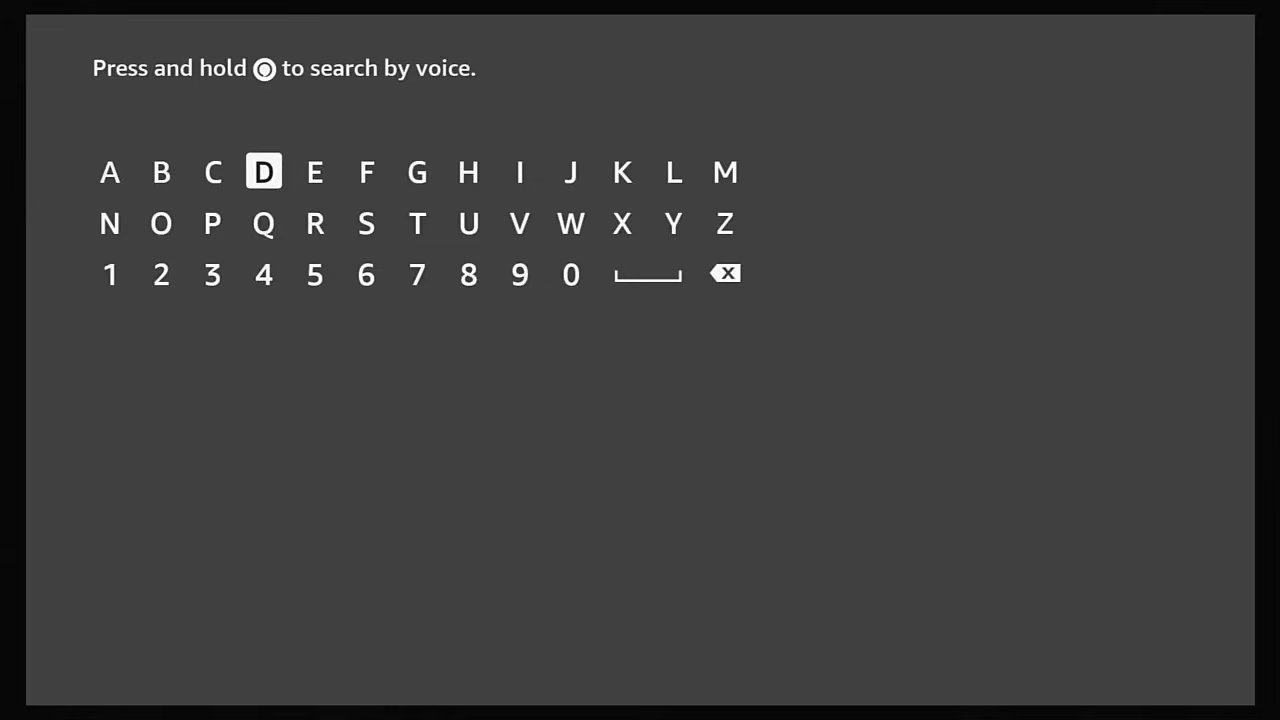 Press and hold to search by voice.
A B C D E F G H I J K L M
N O P Q R S T U V W X Y Z
1 2 3 4 5 6 7 8 9 0